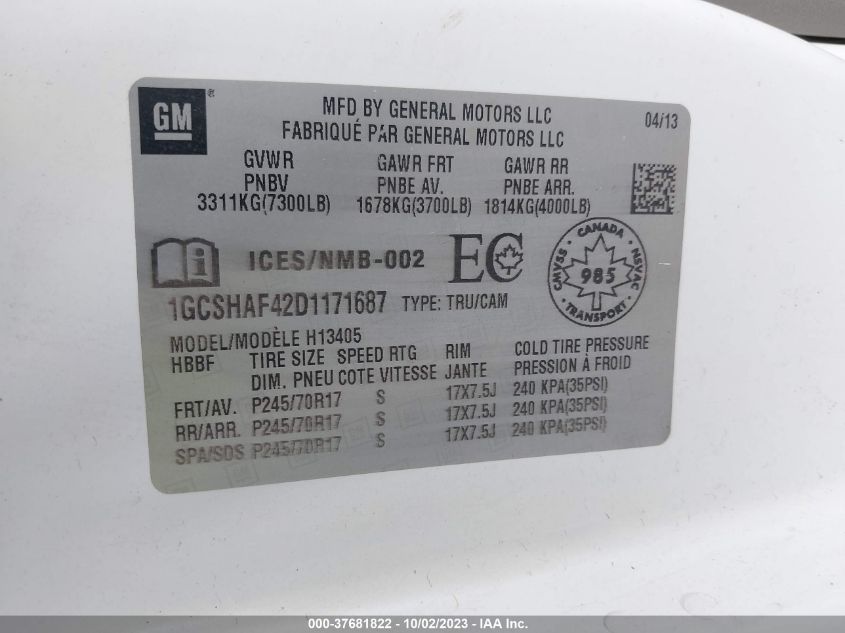 GM®
MFD BY GENERAL MOTORS LLC
04/13
FABRIQUÉ PAR GENERAL MOTORS LLC
GVWR GAWR FRT GAWR RR
PNBV PNBE AV. PNBE ARR.
3311KG(7300LB) 1678KG(3700LB) 1814KG(4000LB)
i ICES/NMB-002 EC
CANADA
CMVSS 985 NSVAC
TRANSPORT
1GCSHAF42D1171687 TYPE: TRU/CAM
MODEL/MODÈLE H13405
HBBF TIRE SIZE SPEED RTG RIM COLD TIRE PRESSURE
DIM. PNEU COTE VITESSE JANTE PRESSION À FROID
FRT/AV. P245/70R17 S 17X7.5J 240 KPA(35PSI)
RR/ARR. P245/70R17 S 17X7.5J 240 KPA(35PSI)
SPA/SDS P245/70R17 S 17X7.5J 240 KPA(35PSI)
000-37681822 - 10/02/2023 - IAA Inc.